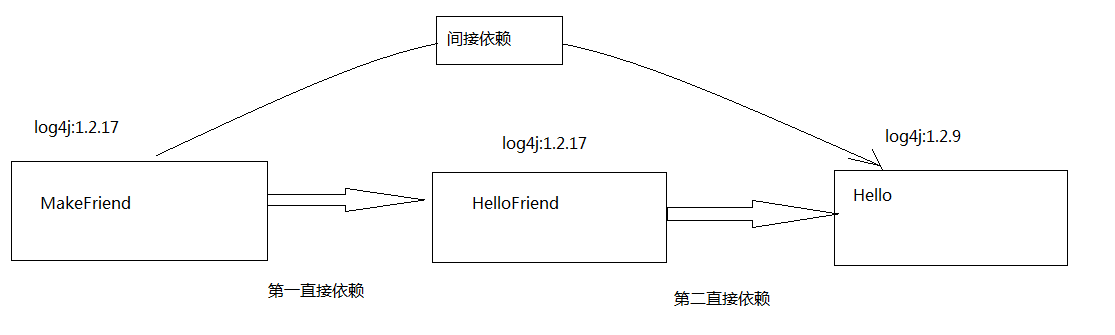 间接依赖
log4j:1.2.17
log4j:1.2.17
log4j:1.2.9
MakeFriend
HelloFriend
Hello
第一直接依赖
第二直接依赖